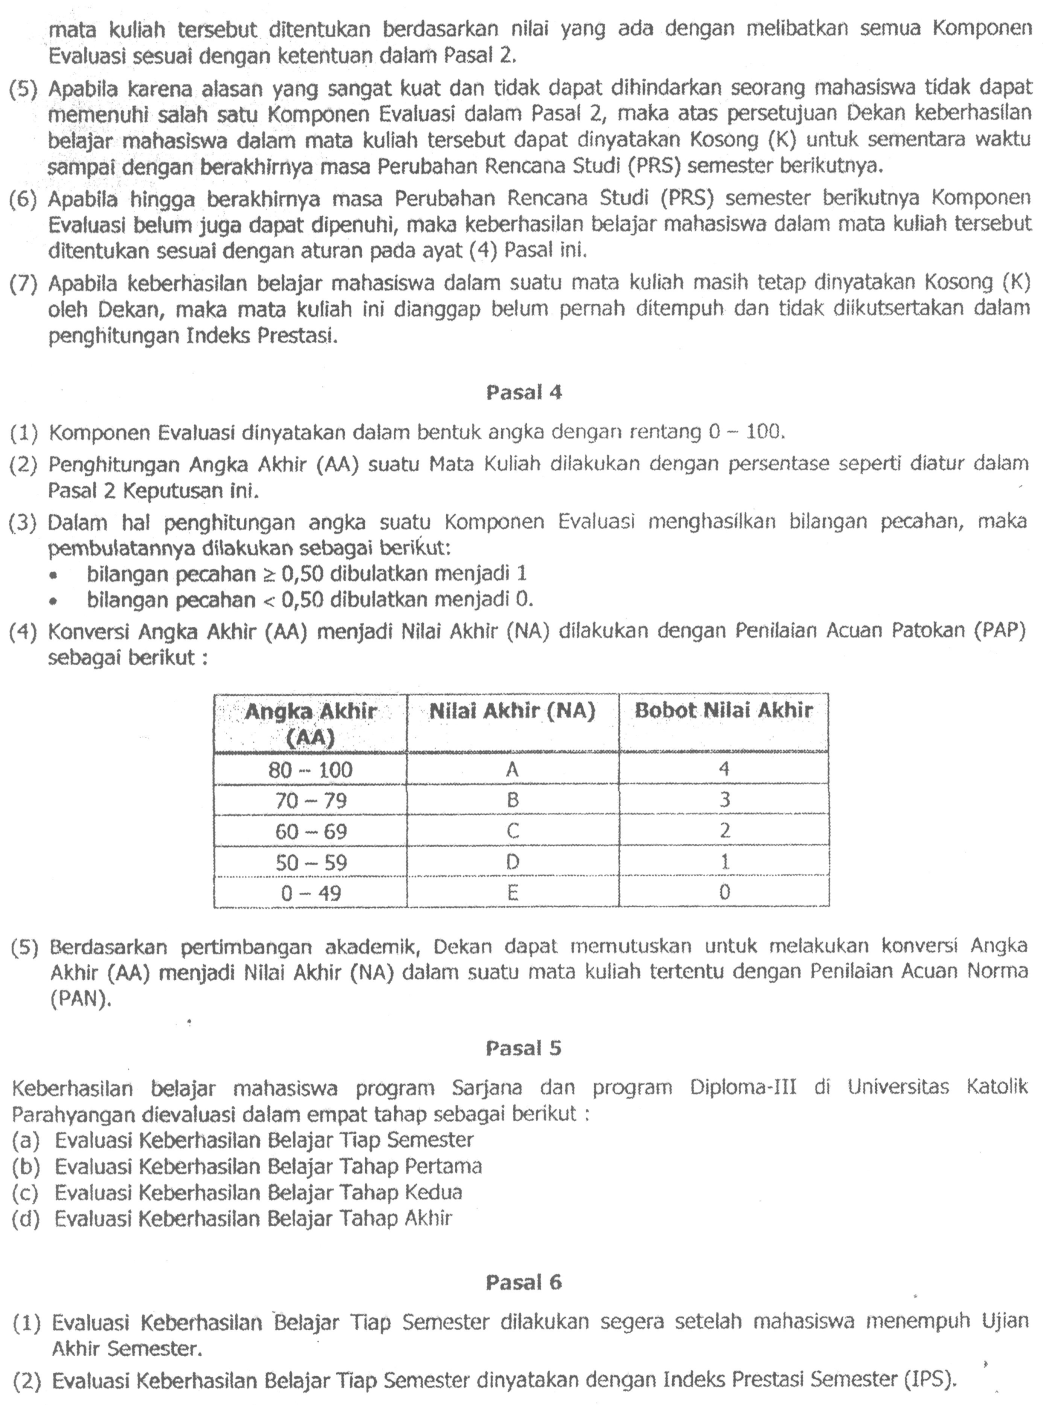 mata kuliah tersebut ditentukan berdasarkan nilai yang ada dengan melibatkan semua Komponen
Evaluasi sesuai dengan ketentuan dalam Pasal 2.
(5) Apabila karena alasan yang sangat kuat dan tidak dapat dihindarkan seorang mahasiswa tidak dapat
memenuhi salah satu Komponen Evaluasi dalam Pasal 2, maka atas persetujuan Dekan keberhasilan
belajar mahasiswa dalam mata kuliah tersebut dapat dinyatakan Kosong (K) untuk sementara waktu
sampai dengan berakhirnya masa Perubahan Rencana Studi (PRS) semester berikutnya.
(6) Apabila hingga berakhirnya masa Perubahan Rencana Studi (PRS) semester berikutnya Komponen
Evaluasi belum juga dapat dipenuhi, maka keberhasilan belajar mahasiswa dalam mata kuliah tersebut
ditentukan sesuai dengan aturan pada ayat (4) Pasal ini.
(7) Apabila keberhasilan belajar mahasiswa dalam suatu mata kuliah masih tetap dinyatakan Kosong (K)
oleh Dekan, maka mata kuliah ini dianggap belum pernah ditempuh dan tidak diikutsertakan dalam
penghitungan Indeks Prestasi.
Pasal 4
(1) Komponen Evaluasi dinyatakan dalam bentuk angka dengan rentang 0 – 100.
(2) Penghitungan Angka Akhir (AA) suatu Mata Kuliah dilakukan dengan persentase seperti diatur dalam
Pasal 2 Keputusan ini.
(3) Dalam hal penghitungan angka suatu Komponen Evaluasi menghasilkan bilangan pecahan, maka
pembulatannya dilakukan sebagai berikut:
• bilangan pecahan ≥ 0,50 dibulatkan menjadi 1
• bilangan pecahan < 0,50 dibulatkan menjadi 0.
(4) Konversi Angka Akhir (AA) menjadi Nilai Akhir (NA) dilakukan dengan Penilaian Acuan Patokan (PAP)
sebagai berikut :
Angka Akhir (AA) Nilai Akhir (NA) Bobot Nilai Akhir
80 – 100 A 4
70 – 79 B 3
60 – 69 C 2
50 – 59 D 1
0 – 49 E 0
(5) Berdasarkan pertimbangan akademik, Dekan dapat memutuskan untuk melakukan konversi Angka
Akhir (AA) menjadi Nilai Akhir (NA) dalam suatu mata kuliah tertentu dengan Penilaian Acuan Norma
(PAN).
Pasal 5
Keberhasilan belajar mahasiswa program Sarjana dan program Diploma-III di Universitas Katolik
Parahyangan dievaluasi dalam empat tahap sebagai berikut :
(a) Evaluasi Keberhasilan Belajar Tiap Semester
(b) Evaluasi Keberhasilan Belajar Tahap Pertama
(c) Evaluasi Keberhasilan Belajar Tahap Kedua
(d) Evaluasi Keberhasilan Belajar Tahap Akhir
Pasal 6
(1) Evaluasi Keberhasilan Belajar Tiap Semester dilakukan segera setelah mahasiswa menempuh Ujian
Akhir Semester.
(2) Evaluasi Keberhasilan Belajar Tiap Semester dinyatakan dengan Indeks Prestasi Semester (IPS).